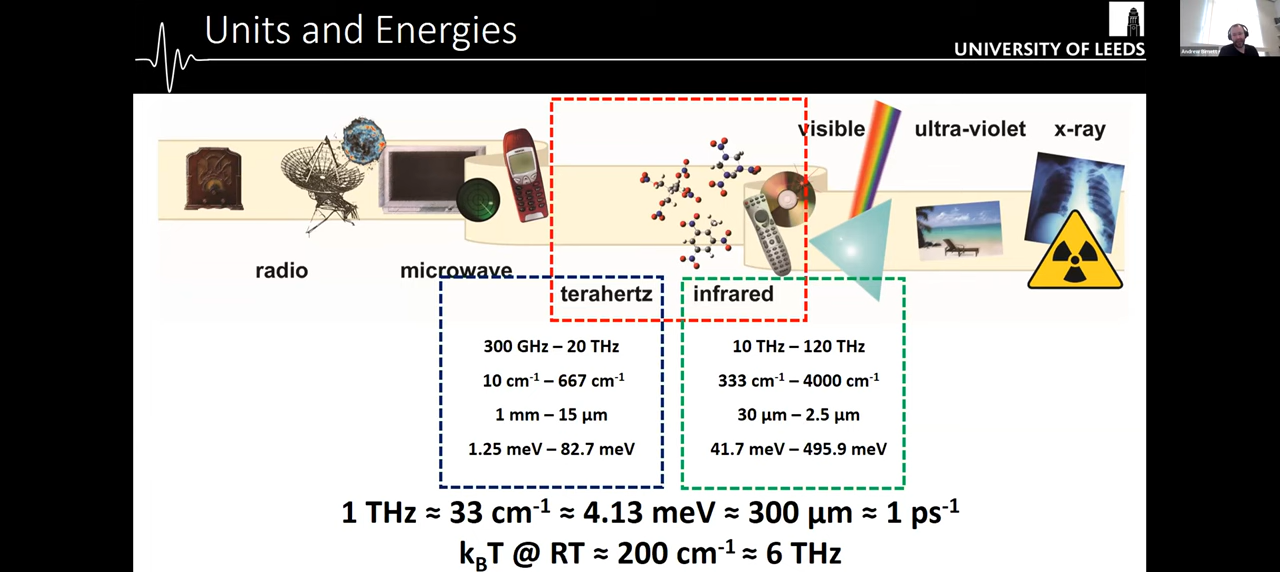 Units and Energies
UNIVERSITY OF LEEDS
visible
ultra-violet
x-ray
radio
microwave
terahertz
infrared
300 GHz – 20 THz
10 cm⁻¹ – 667 cm⁻¹
1 mm – 15 µm
1.25 meV – 82.7 meV
10 THz – 120 THz
333 cm⁻¹ – 4000 cm⁻¹
30 µm – 2.5 µm
41.7 meV – 495.9 meV
1 THz ≈ 33 cm⁻¹ ≈ 4.13 meV ≈ 300 µm ≈ 1 ps⁻¹
k_BT @ RT ≈ 200 cm⁻¹ ≈ 6 THz
Andrew